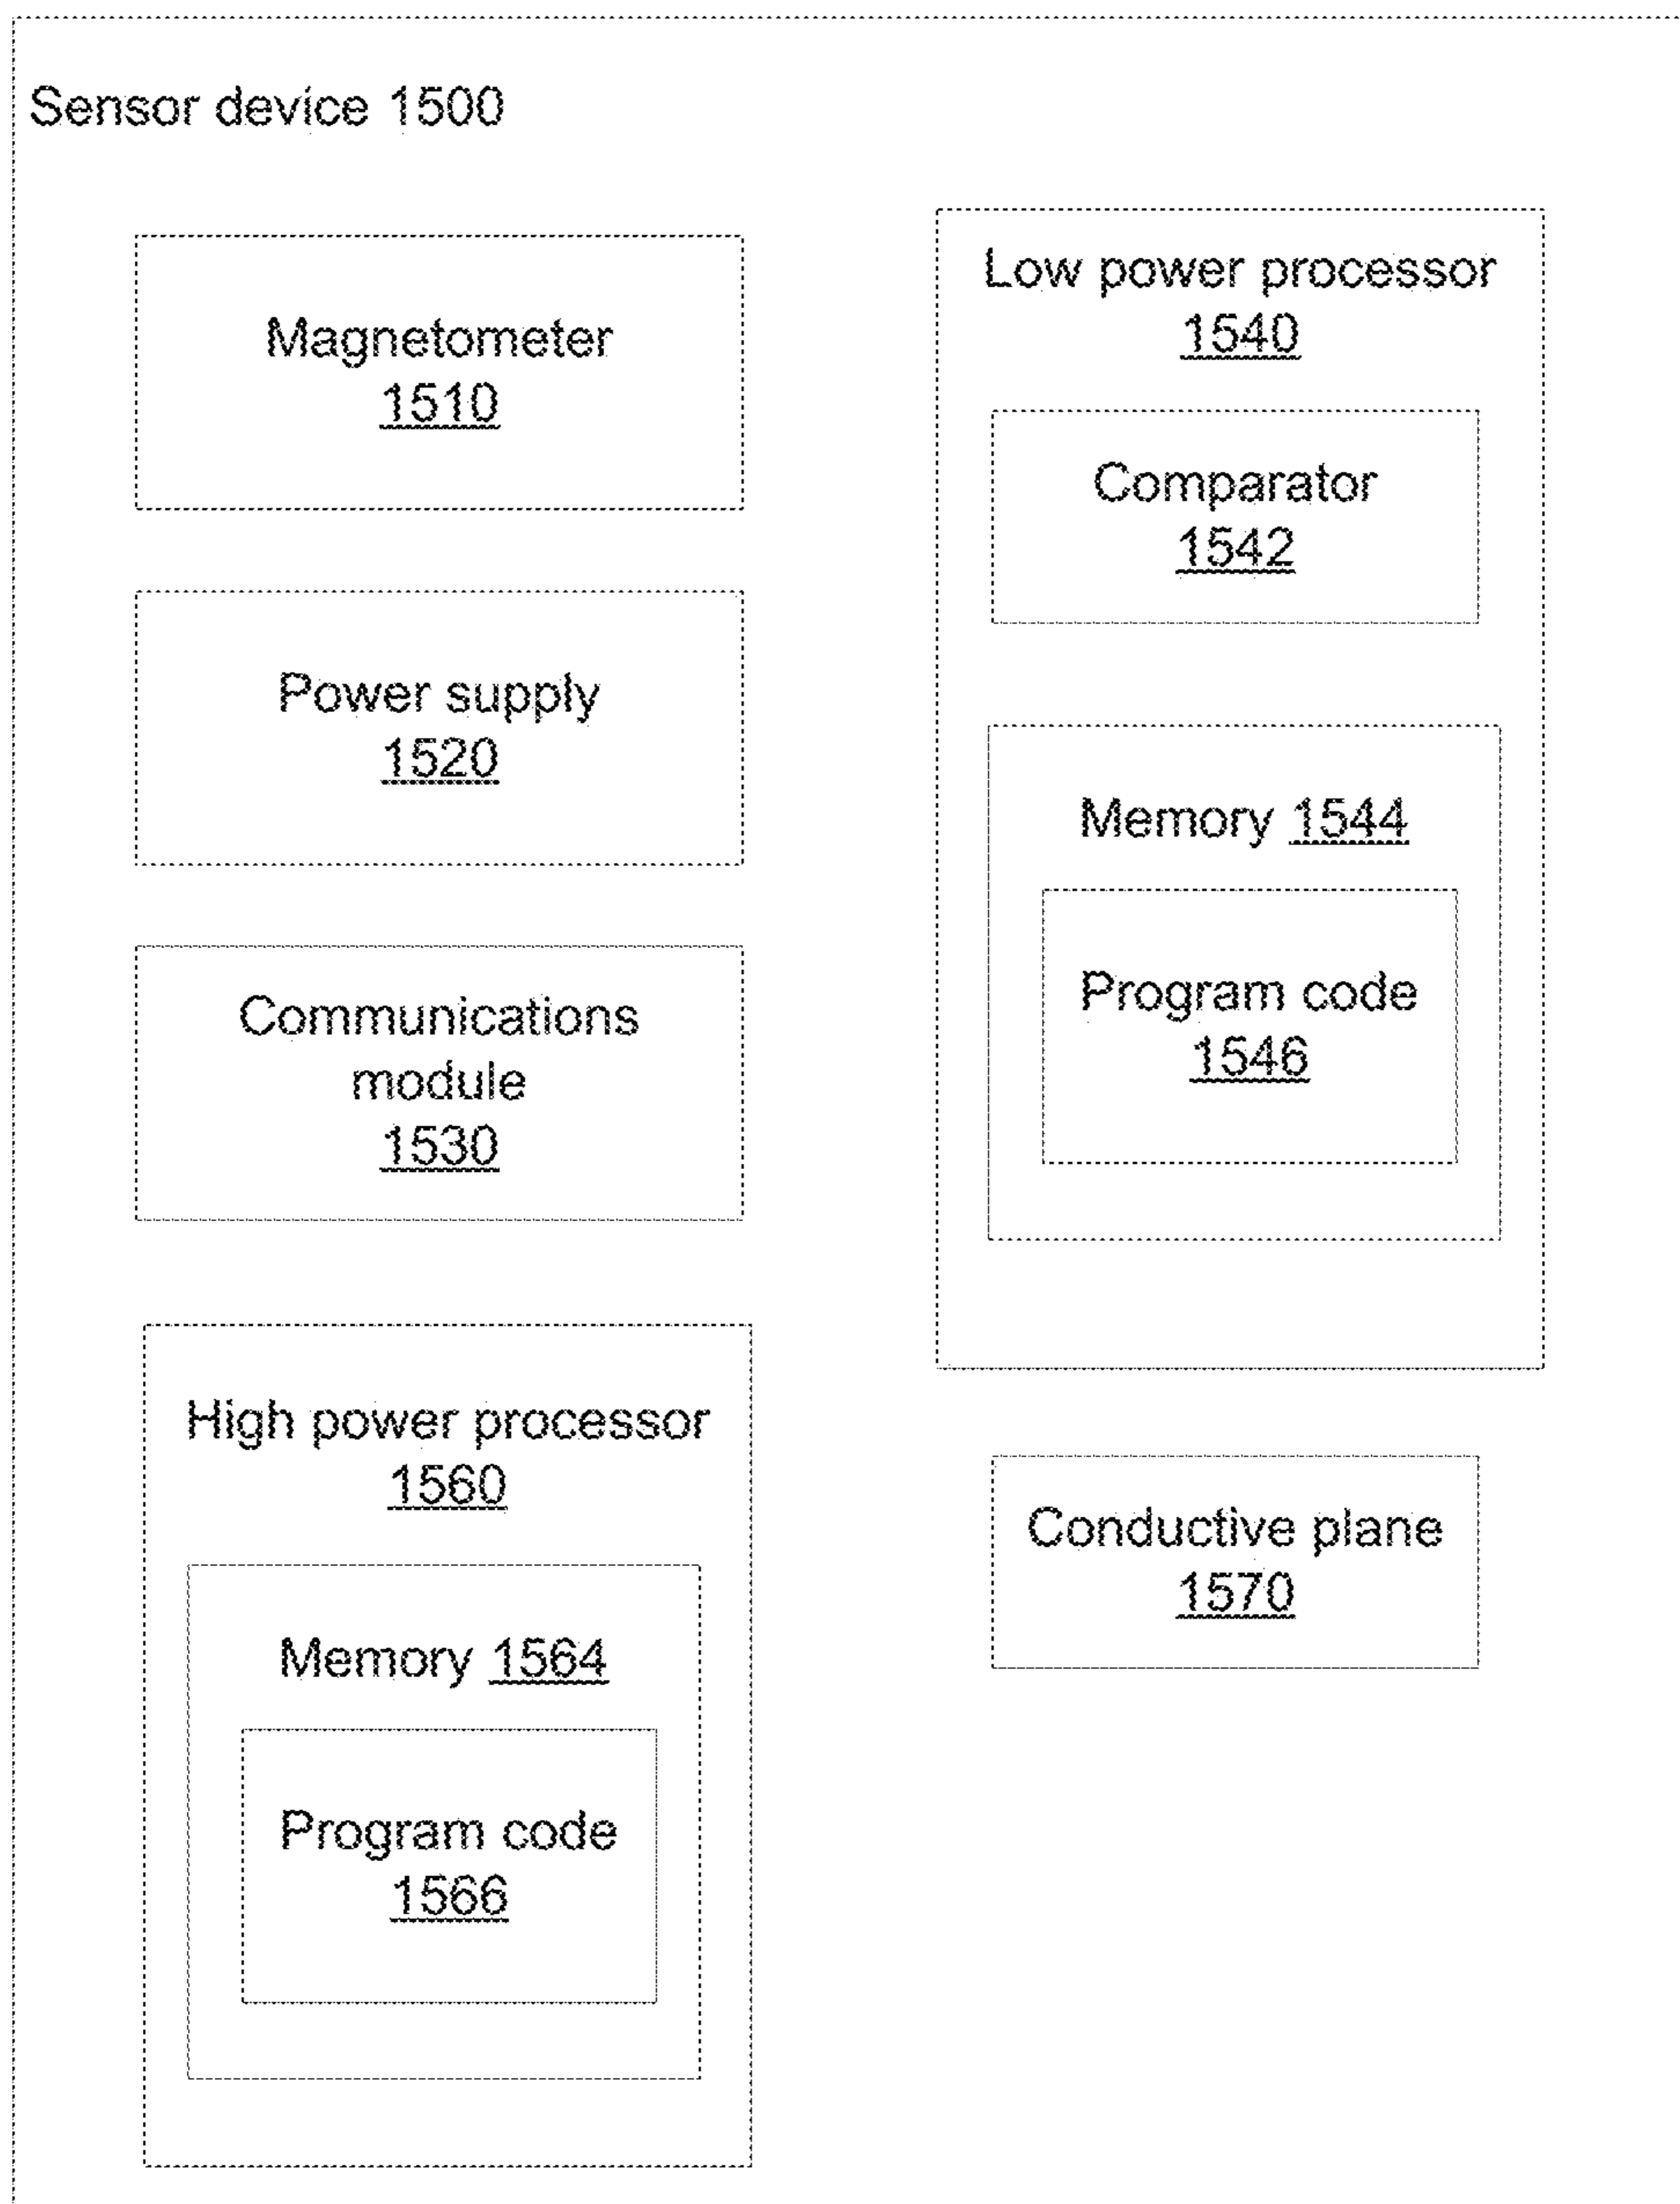 Sensor device 1500
Magnetometer
1510
Power supply
1520
Communications
module
1530
High power processor
1560
Memory 1564
Program code
1566
Low power processor
1540
Comparator
1542
Memory 1544
Program code
1546
Conductive plane
1570